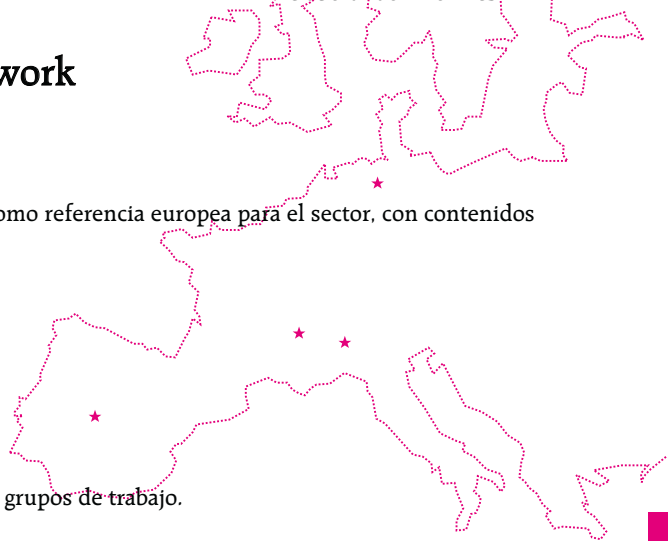 work
omo referencia europea para el sector, con contenidos
grupos de trabajo.